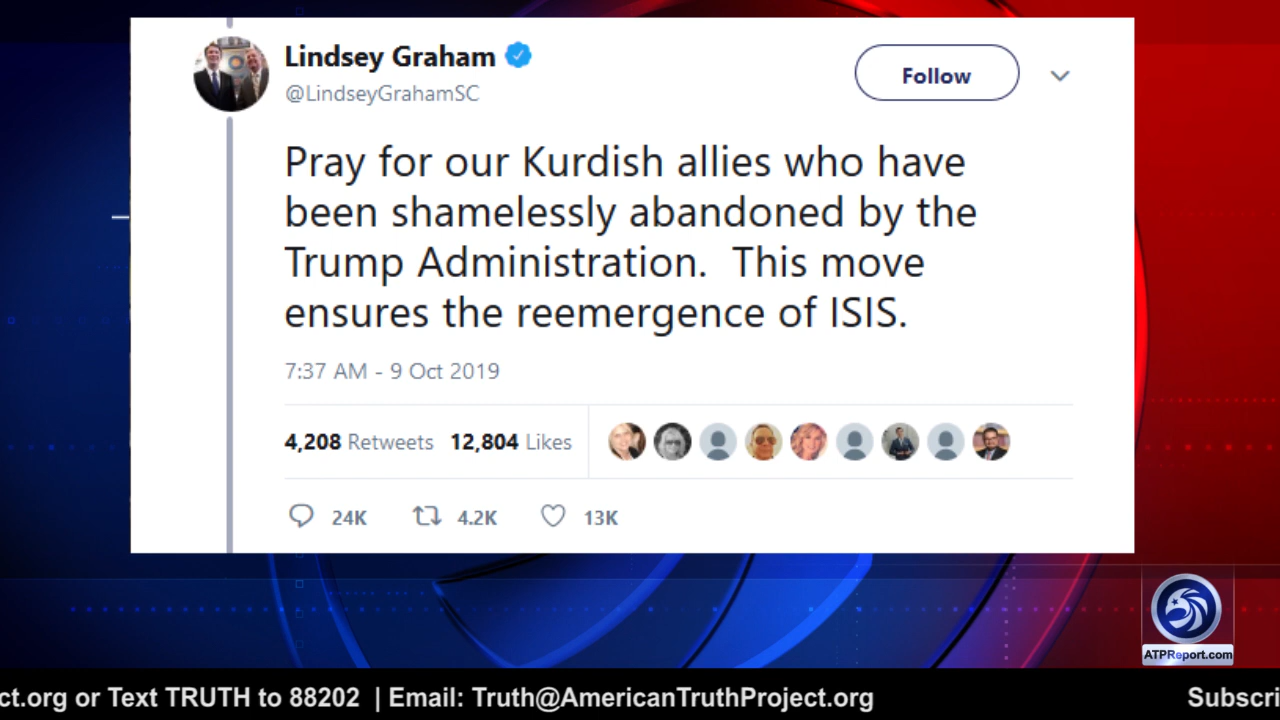 Lindsey Graham
@LindseyGrahamSC
Follow
Pray for our Kurdish allies who have
been shamelessly abandoned by the
Trump Administration.  This move
ensures the reemergence of ISIS.
7:37 AM - 9 Oct 2019
4,208 Retweets 12,804 Likes
24K 4.2K 13K
ATPReport.com
ct.org or Text TRUTH to 88202 | Email: Truth@AmericanTruthProject.org Subscri